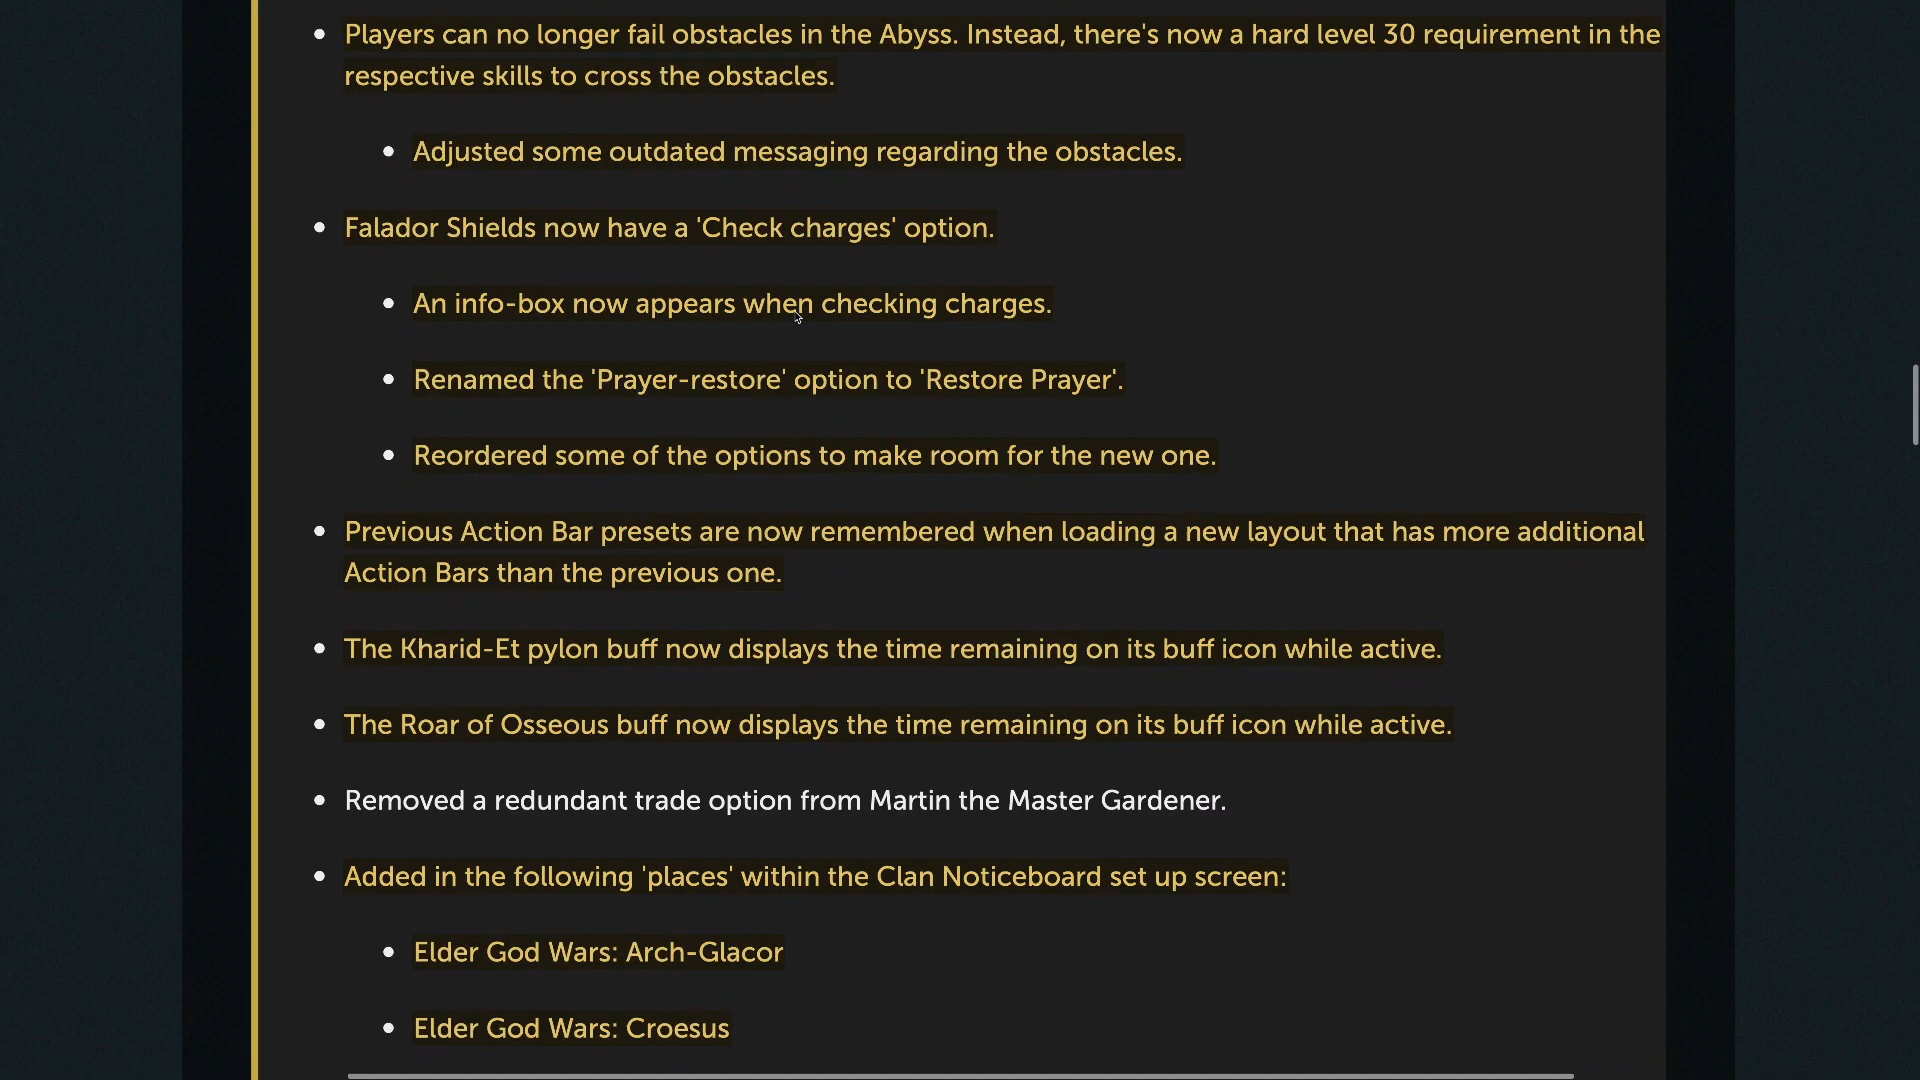 Players can no longer fail obstacles in the Abyss. Instead, there's now a hard level 30 requirement in the
respective skills to cross the obstacles.
Adjusted some outdated messaging regarding the obstacles.
Falador Shields now have a 'Check charges' option.
An info-box now appears when checking charges.
Renamed the 'Prayer-restore' option to 'Restore Prayer'.
Reordered some of the options to make room for the new one.
Previous Action Bar presets are now remembered when loading a new layout that has more additional
Action Bars than the previous one.
The Kharid-Et pylon buff now displays the time remaining on its buff icon while active.
The Roar of Osseous buff now displays the time remaining on its buff icon while active.
Removed a redundant trade option from Martin the Master Gardener.
Added in the following 'places' within the Clan Noticeboard set up screen:
Elder God Wars: Arch-Glacor
Elder God Wars: Croesus